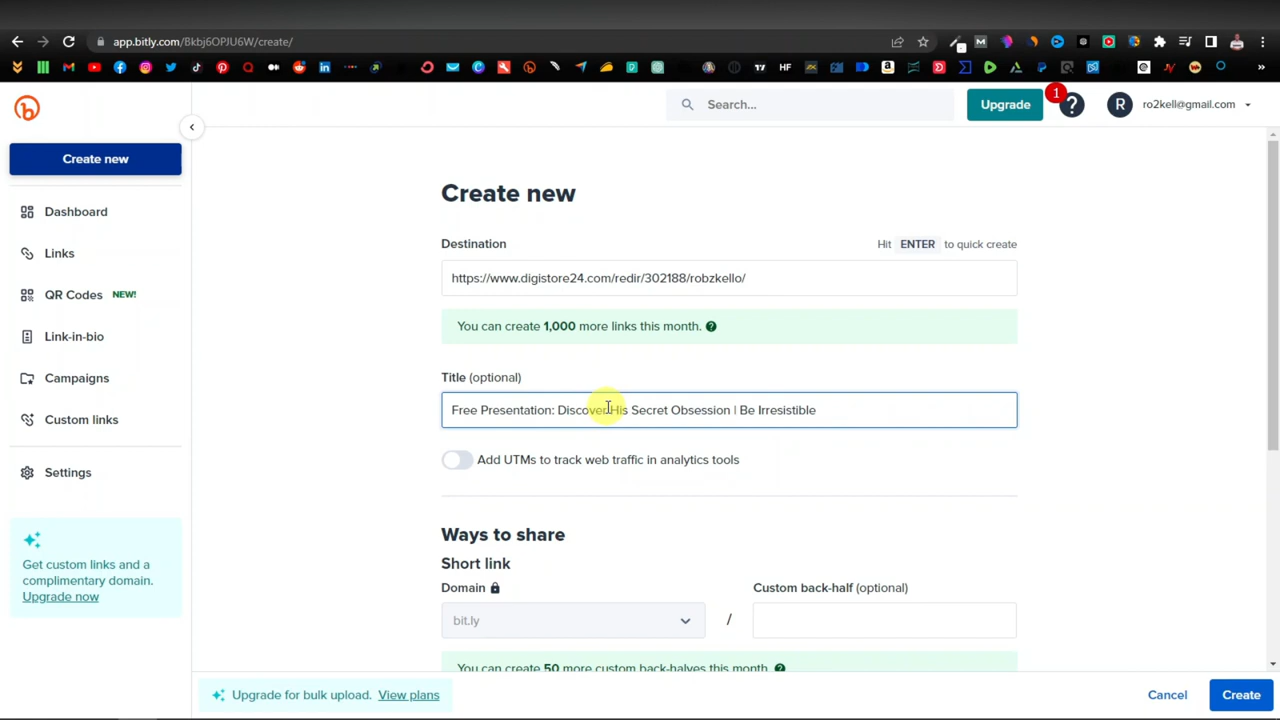 app.bitly.com/Bkbj6OPJU6W/create/
HF
Search...
Upgrade
1
?
R
ro2kell@gmail.com
Create new
Dashboard
Links
QR Codes NEW!
Link-in-bio
Campaigns
Custom links
Settings
Get custom links and a
complimentary domain.
Upgrade now
Create new
Destination
Hit ENTER to quick create
https://www.digistore24.com/redir/302188/robzkello/
You can create 1,000 more links this month. ?
Title (optional)
Free Presentation: Discover His Secret Obsession | Be Irresistible
Add UTMs to track web traffic in analytics tools
Ways to share
Short link
Domain
Custom back-half (optional)
bit.ly
/
You can create 50 more custom back-halves this month. ?
Upgrade for bulk upload. View plans
Cancel
Create